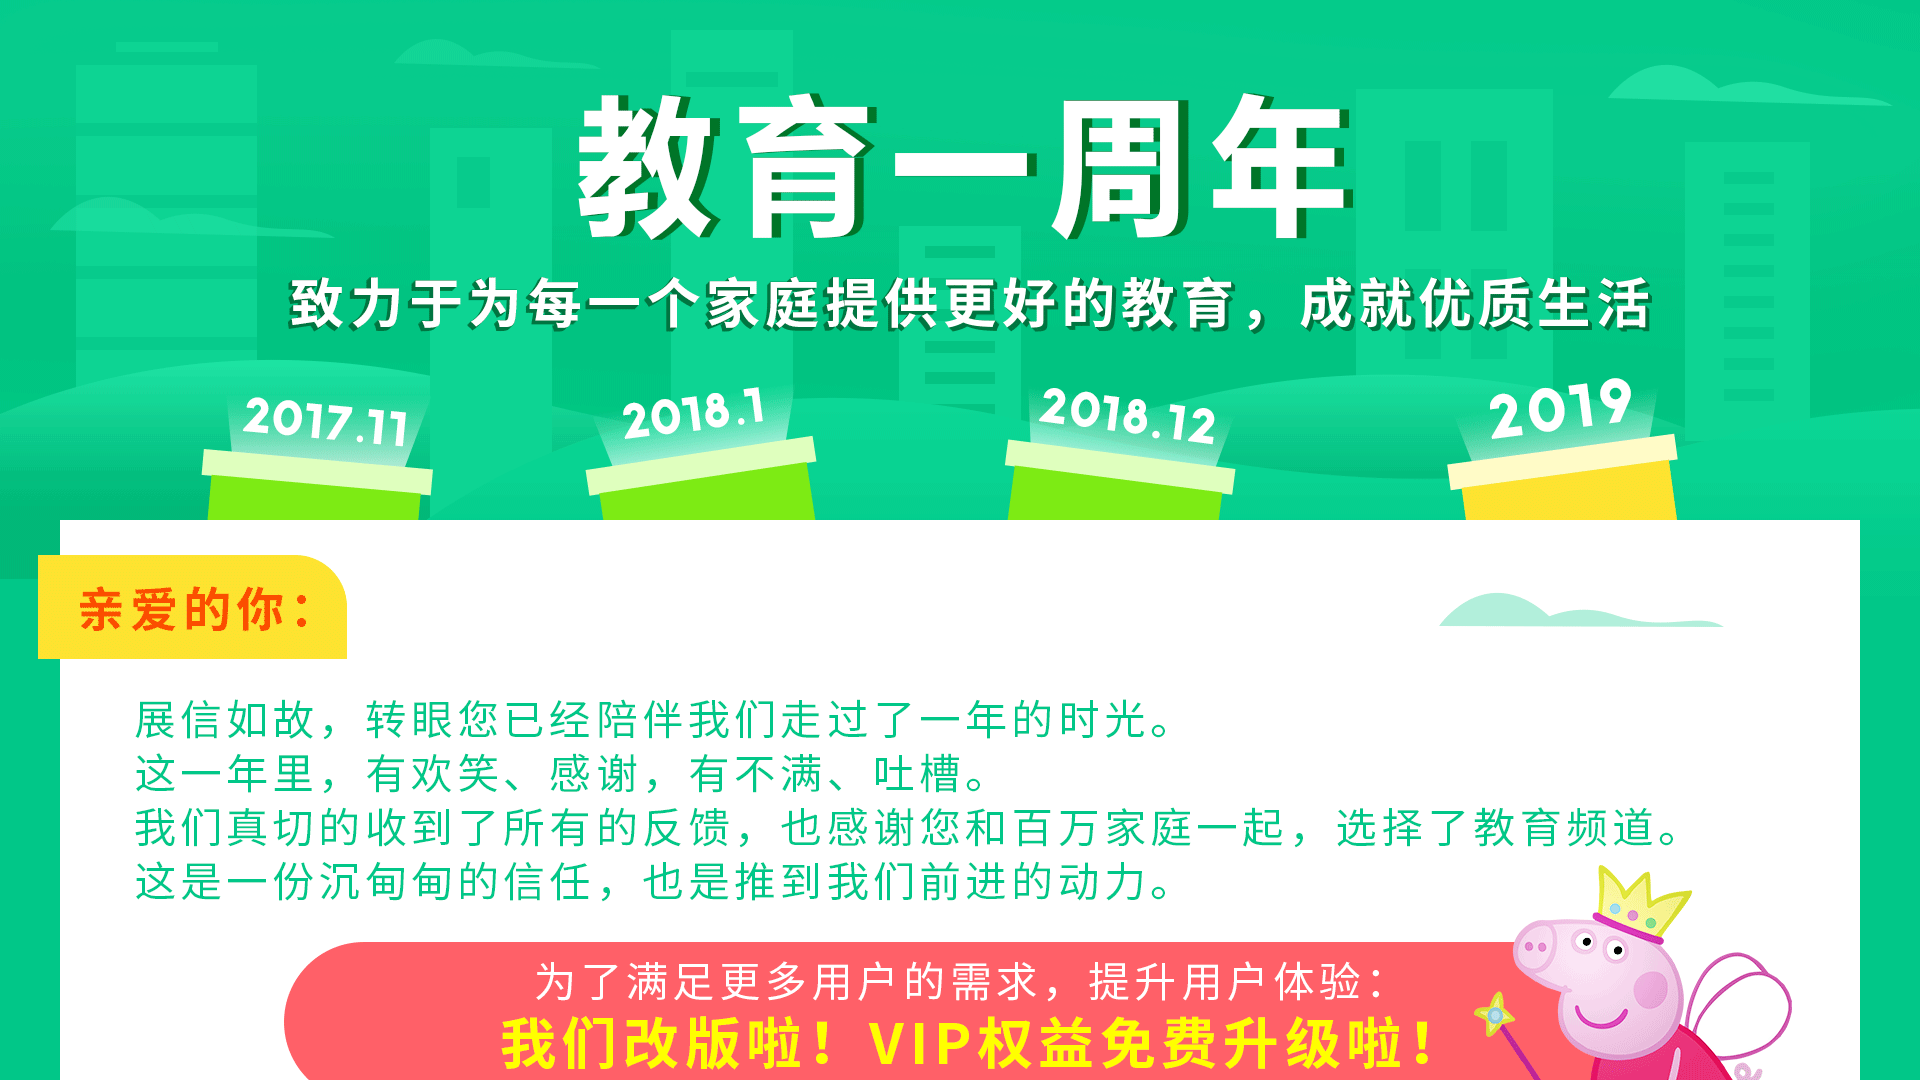 教育一周年
致力于为每一个家庭提供更好的教育，成就优质生活
2017.11
2018.1
2018.12
2019
亲爱的你：
展信如故，转眼您已经陪伴我们走过了一年的时光。
这一年里，有欢笑、感谢，有不满、吐槽。
我们真切的收到了所有的反馈，也感谢您和百万家庭一起，选择了教育频道。
这是一份沉甸甸的信任，也是推到我们前进的动力。
为了满足更多用户的需求，提升用户体验：
我们改版啦！VIP权益免费升级啦！